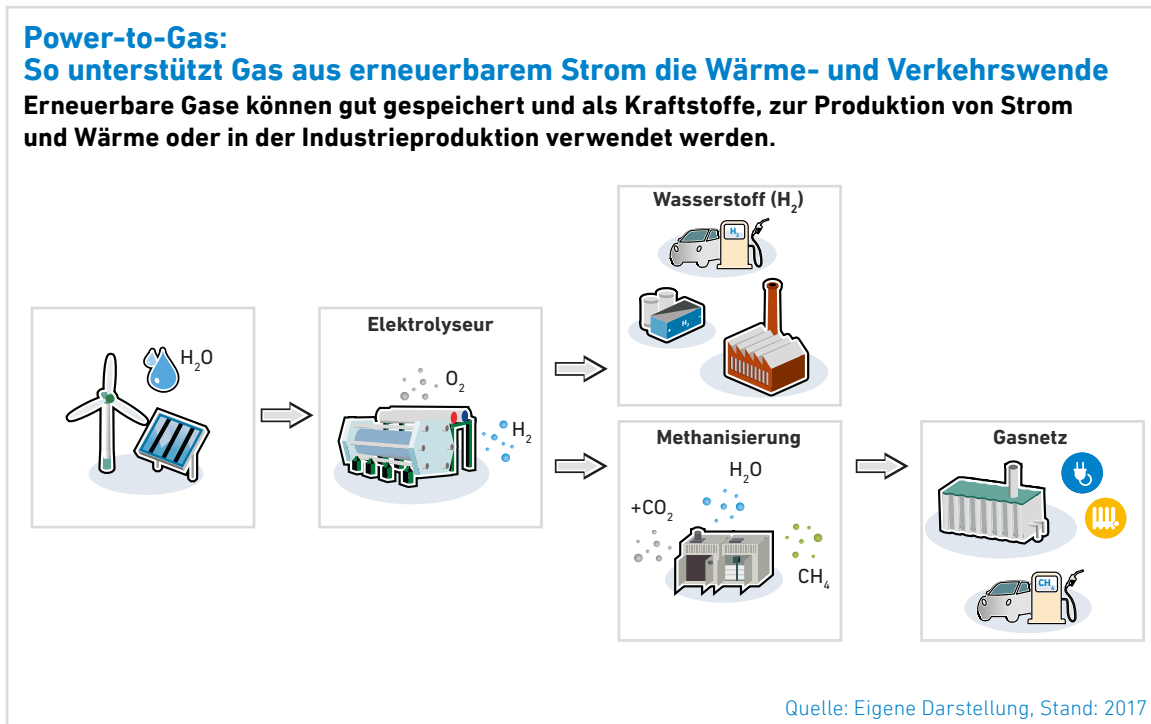 Power-to-Gas:
So unterstützt Gas aus erneuerbarem Strom die Wärme- und Verkehrswende
Erneuerbare Gase können gut gespeichert und als Kraftstoffe, zur Produktion von Strom
und Wärme oder in der Industrieproduktion verwendet werden.
H₂O
Elektrolyseur
O₂
H₂
Wasserstoff (H₂)
H₂
H₂
Methanisierung
H₂O
+CO₂
CH₄
Gasnetz
CH₄
Quelle: Eigene Darstellung, Stand: 2017